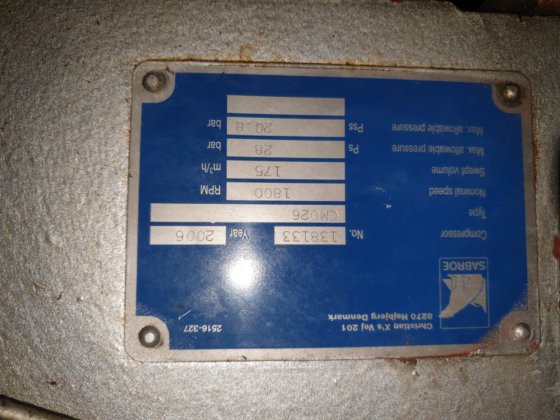 SABROE
Christian X's Vej 201
8270 Højbjerg Denmark
2516-327
Compressor No. 138133 Year 2006
Type CMO26
Nominal speed 1800 RPM
Swept volume 175 m³/h
Max. allowable pressure Ps 28 bar
Max. allowable pressure Pss 20.8 bar